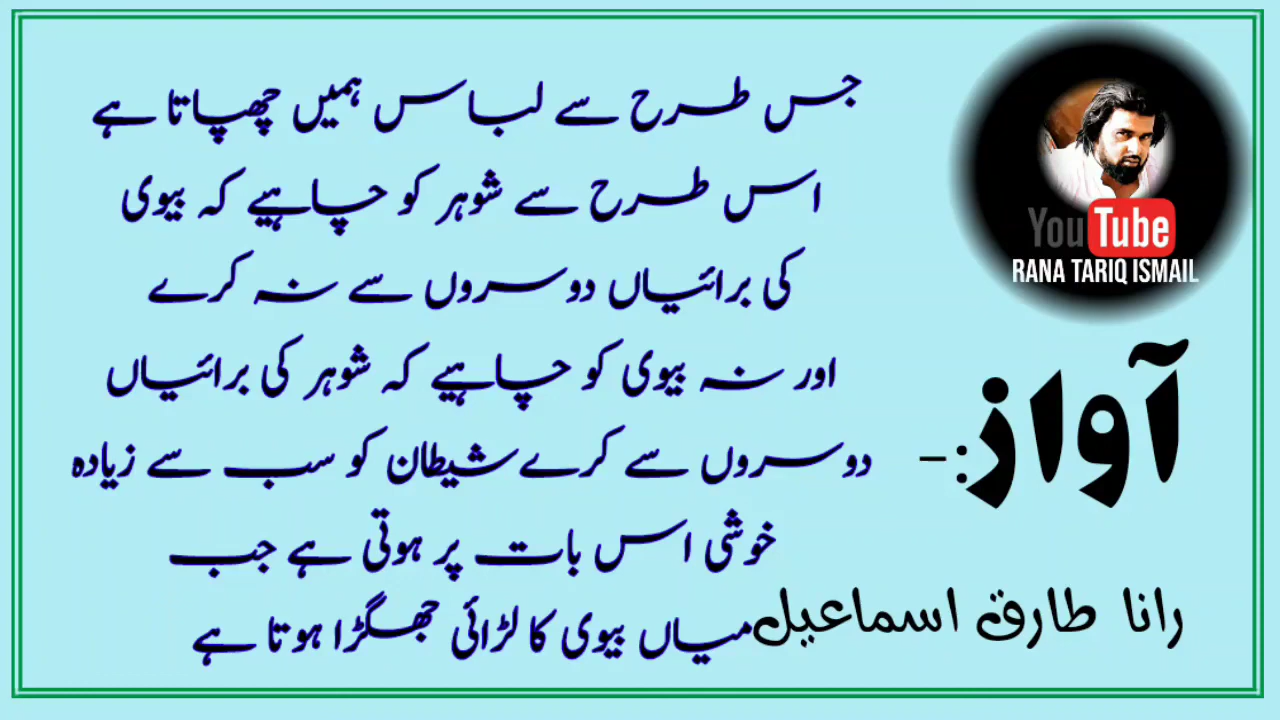 جس طرح سے لباس ہمیں چھپاتا ہے
اس طرح سے شوہر کو چاہیے کہ بیوی
کی برائیاں دوسروں سے نہ کرے
اور نہ بیوی کو چاہیے کہ شوہر کی برائیاں
دوسروں سے کرے شیطان کو سب سے زیادہ
خوشی اس بات پر ہوتی ہے جب
میاں بیوی کا لڑائی جھگڑا ہوتا ہے
YouTube
RANA TARIQ ISMAIL
آواز:-
رانا طارق اسماعیل